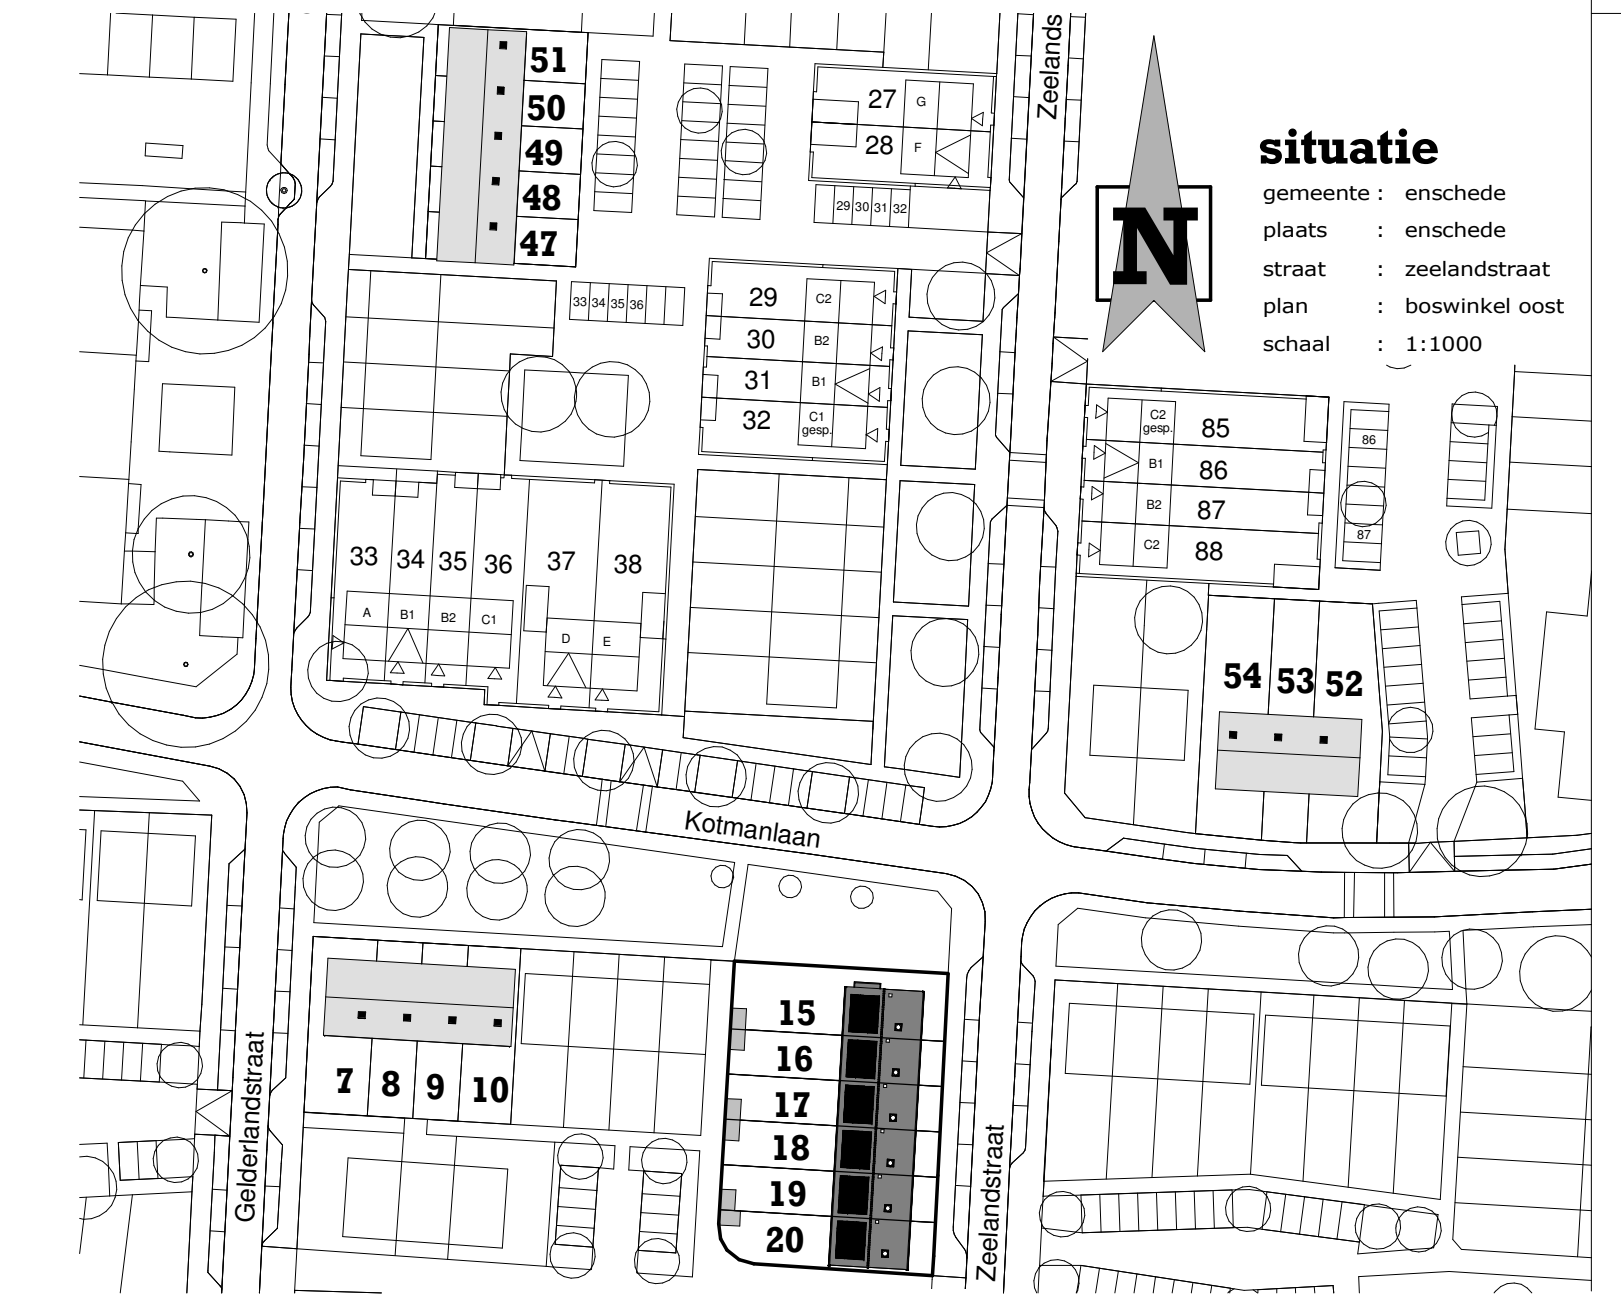 situatie
gemeente : enschede
plaats : enschede
straat : zeelandstraat
plan : boswinkel oost
schaal : 1:1000
N
Zeelands
51
50
49
48
47
27 G
28 F
29 30 31 32
33 34 35 36
29 C2
30 B2
31 B1
32 C1 gesp.
C2 gesp. 85
B1 86
B2 87
C2 88
86
87
33 34 35 36 37 38
A B1 B2 C1 D E
54 53 52
Kotmanlaan
Gelderlandstraat
7 8 9 10
15
16
17
18
19
20
Zeelandstraat